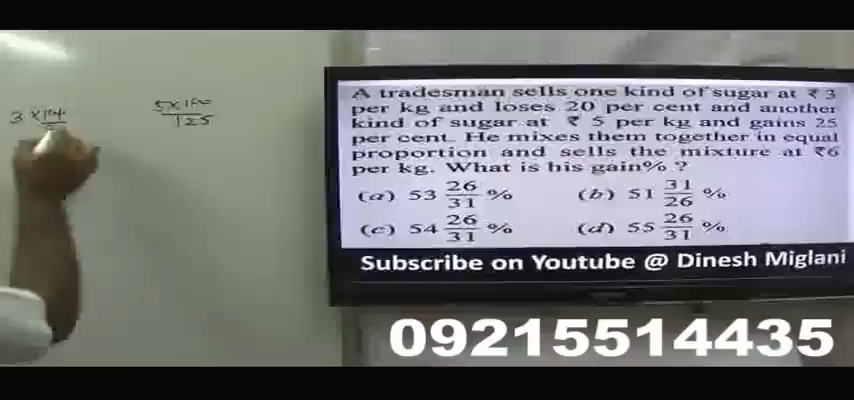 3 × 100
5 × 100
125
A tradesman sells one kind of sugar at ₹ 3
per kg and loses 20 per cent and another
kind of sugar at ₹ 5 per kg and gains 25
per cent. He mixes them together in equal
proportion and sells the mixture at ₹6
per kg. What is his gain% ?
(a) 53 26/31 % (b) 51 31/26 %
(c) 54 26/31 % (d) 55 26/31 %
Subscribe on Youtube @ Dinesh Miglani
09215514435